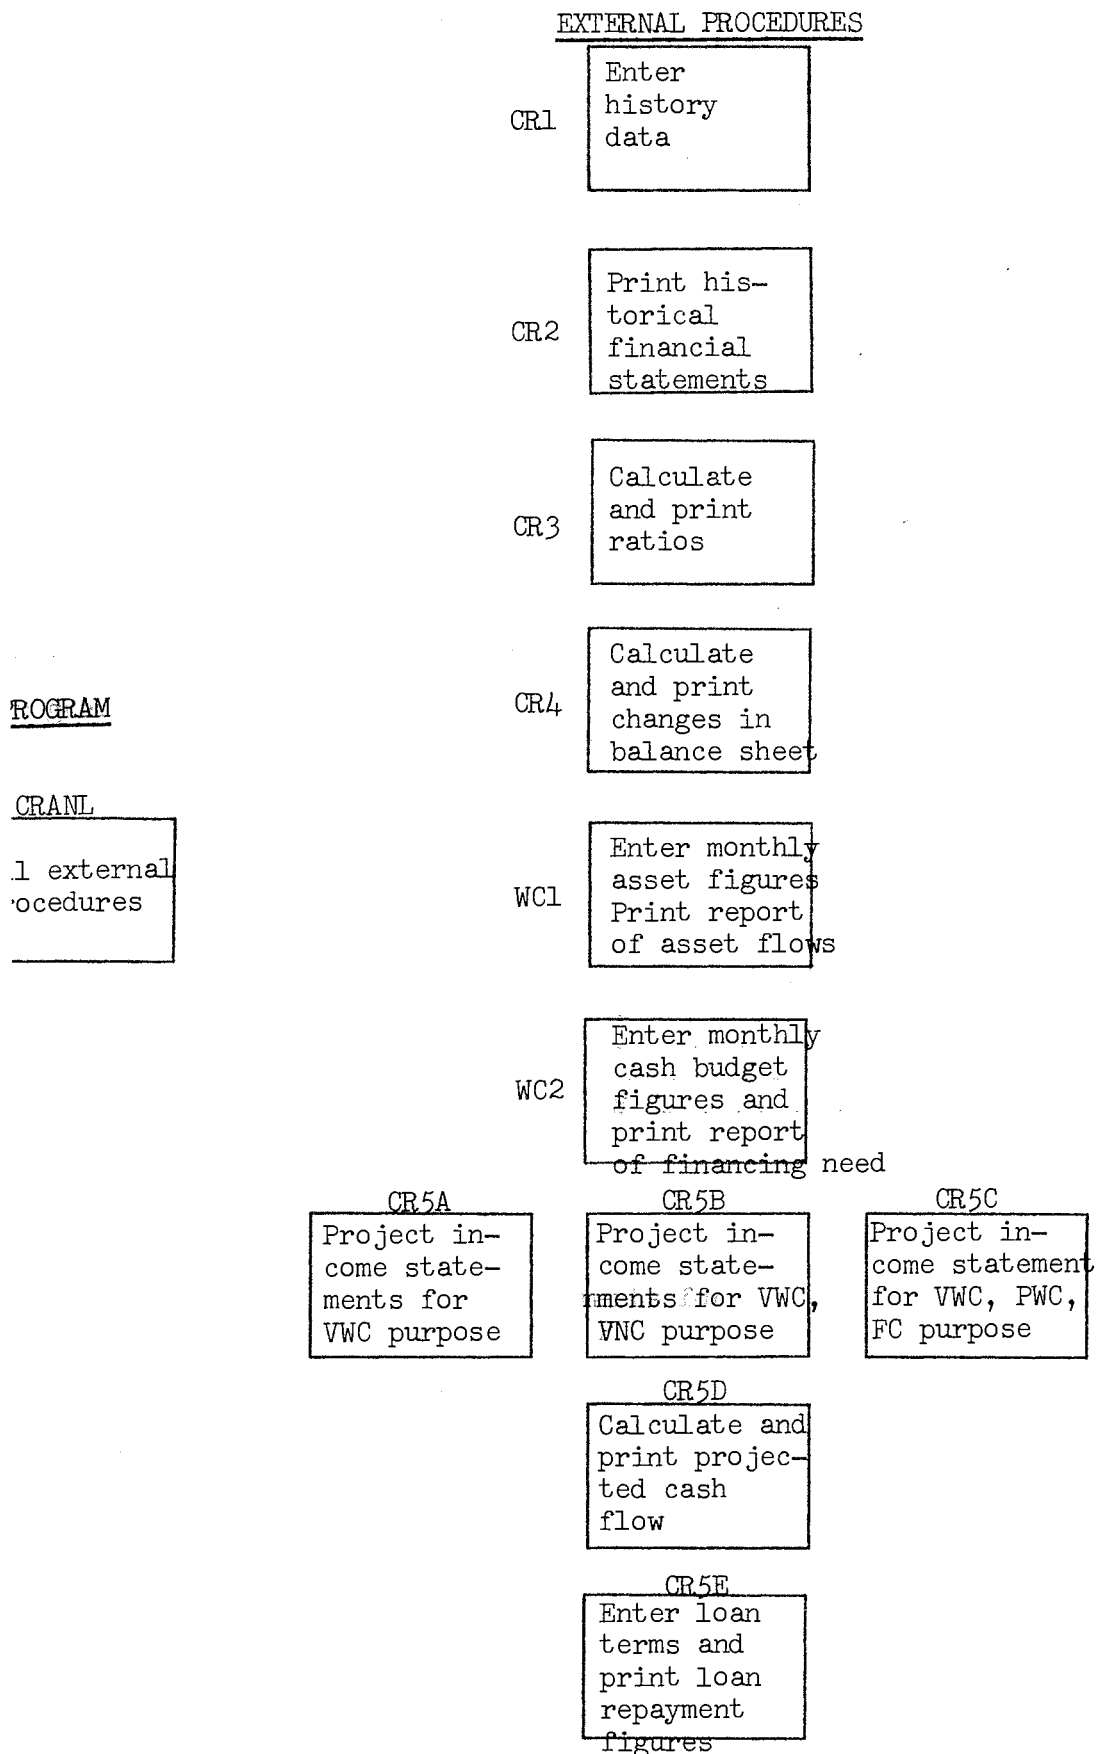 EXTERNAL PROCEDURES
CR1
Enter
history
data
CR2
Print his-
torical
financial
statements
CR3
Calculate
and print
ratios
CR4
Calculate
and print
changes in
balance sheet
ROGRAM
CRANL
l external
ocedures
WC1
Enter monthly
asset figures
Print report
of asset flows
WC2
Enter monthly
cash budget
figures and
print report
of financing need
CR5A
Project in-
come state-
ments for
VWC purpose
CR5B
Project in-
come state-
ments for VWC,
VNC purpose
CR5C
Project in-
come statement
for VWC, PWC,
FC purpose
CR5D
Calculate and
print projec-
ted cash
flow
CR5E
Enter loan
terms and
print loan
repayment
figures